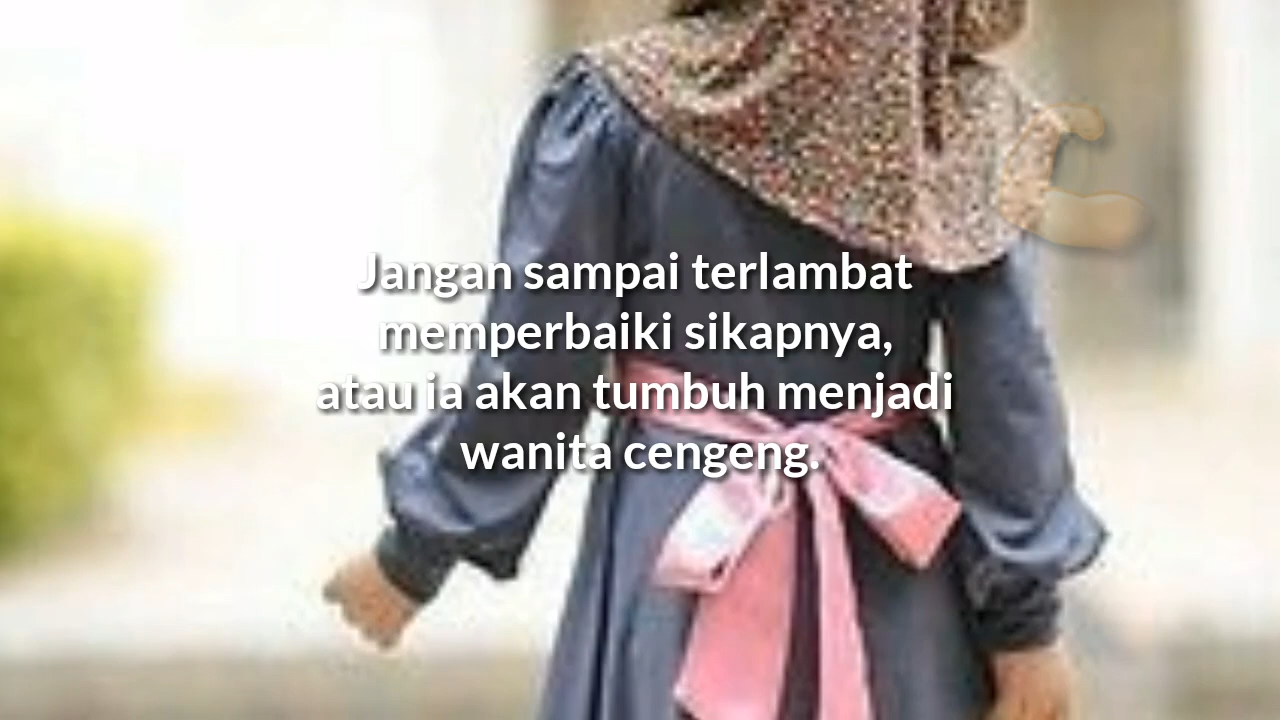 Jangan sampai terlambat
memperbaiki sikapnya,
atau ia akan tumbuh menjadi
wanita cengeng.